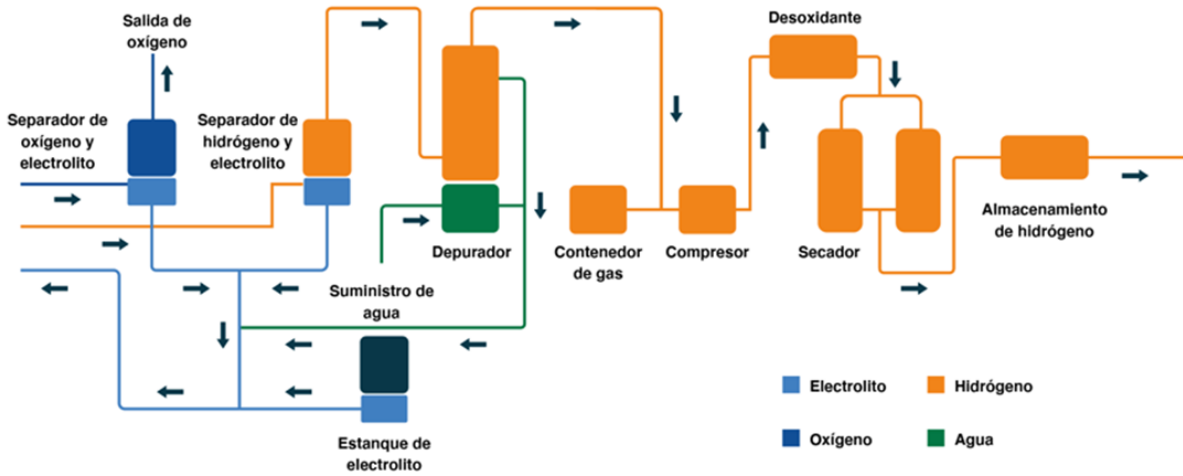 Salida de
oxígeno
Desoxidante
Separador de
oxígeno y
electrolito
Separador de
hidrógeno y
electrolito
Depurador
Contenedor
de gas
Compresor
Secador
Almacenamiento
de hidrógeno
Suministro de
agua
Estanque de
electrolito
Electrolito
Hidrógeno
Oxígeno
Agua